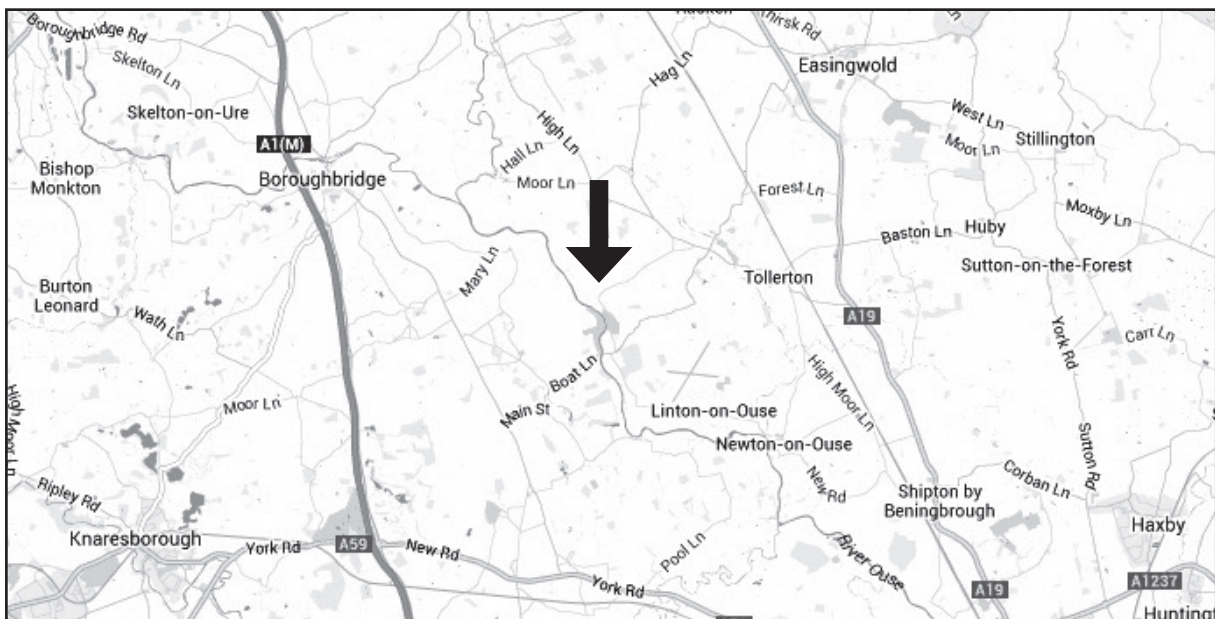 Thirsk Rd
Boroughbridge Rd
Skelton Ln
Hag Ln
Easingwold
Skelton-on-Ure
West Ln
Stillington
Moor Ln
High Ln
Hall Ln
A1(M)
Bishop
Monkton
Boroughbridge
Moor Ln
Forest Ln
Moxby Ln
Baston Ln
Huby
Mary Ln
Tollerton
Sutton-on-the-Forest
Burton
Leonard
Wath Ln
A19
York Rd
Carr Ln
Boat Ln
High Moor Ln
High Moor Ln
Moor Ln
Main St
Linton-on-Ouse
Newton-on-Ouse
Sutton Rd
Ripley Rd
New Rd
Corban Ln
Shipton by
Beningbrough
Haxby
Knaresborough
York Rd
A59
New Rd
Pool Ln
River Ouse
York Rd
A19
A1237